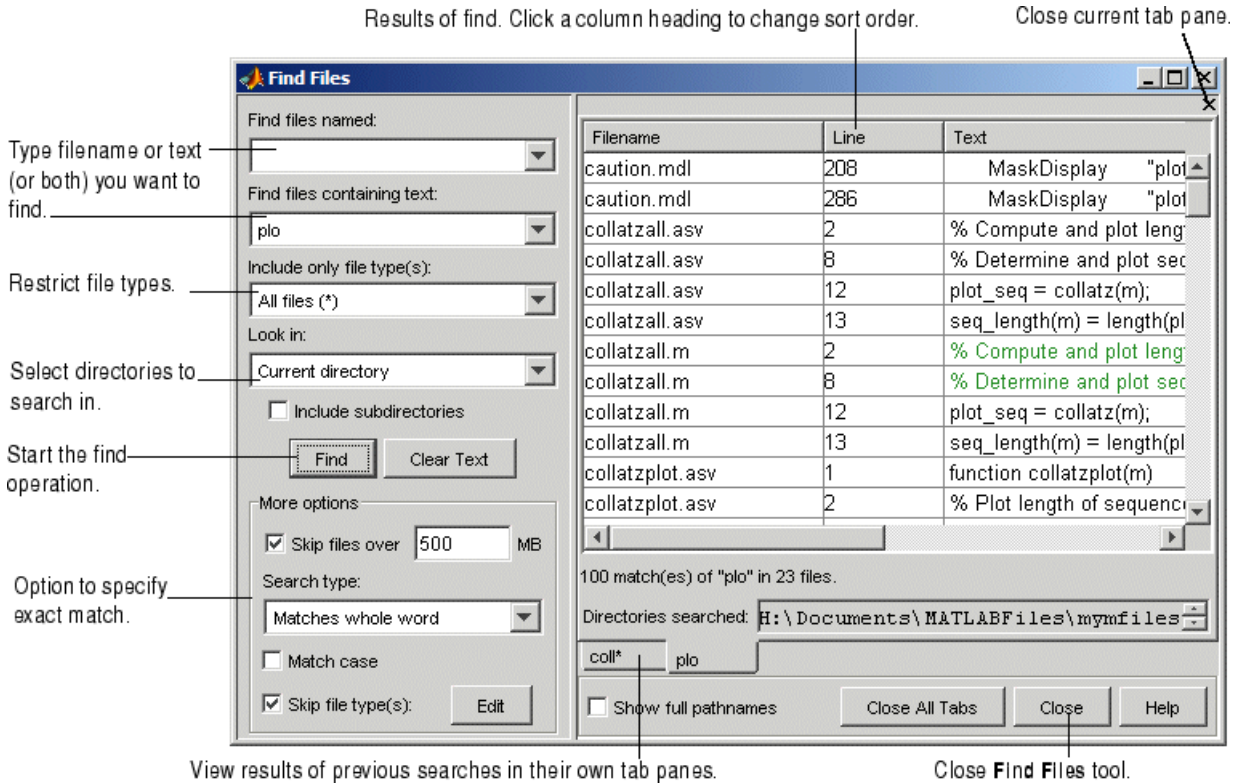 Results of find. Click a column heading to change sort order.
Close current tab pane.
Find Files
Find files named:
Type filename or text
(or both) you want to
find.
Find files containing text:
plo
Include only file type(s):
Restrict file types.
All files (*)
Look in:
Select directories to
search in.
Current directory
Include subdirectories
Start the find
operation.
Find
Clear Text
More options
Skip files over 500 MB
Option to specify
exact match.
Search type:
Matches whole word
Match case
Skip file type(s):
Edit
Filename Line Text
caution.mdl 208 MaskDisplay "plot
caution.mdl 286 MaskDisplay "plot
collatzall.asv 2 % Compute and plot leng
collatzall.asv 8 % Determine and plot sec
collatzall.asv 12 plot_seq = collatz(m);
collatzall.asv 13 seq_length(m) = length(pl
collatzall.m 2 % Compute and plot leng
collatzall.m 8 % Determine and plot sec
collatzall.m 12 plot_seq = collatz(m);
collatzall.m 13 seq_length(m) = length(pl
collatzplot.asv 1 function collatzplot(m)
collatzplot.asv 2 % Plot length of sequence
100 match(es) of "plo" in 23 files.
Directories searched: H:\Documents\MATLABFiles\mymfiles
coll* plo
Show full pathnames
Close All Tabs
Close
Help
View results of previous searches in their own tab panes.
Close Find Files tool.